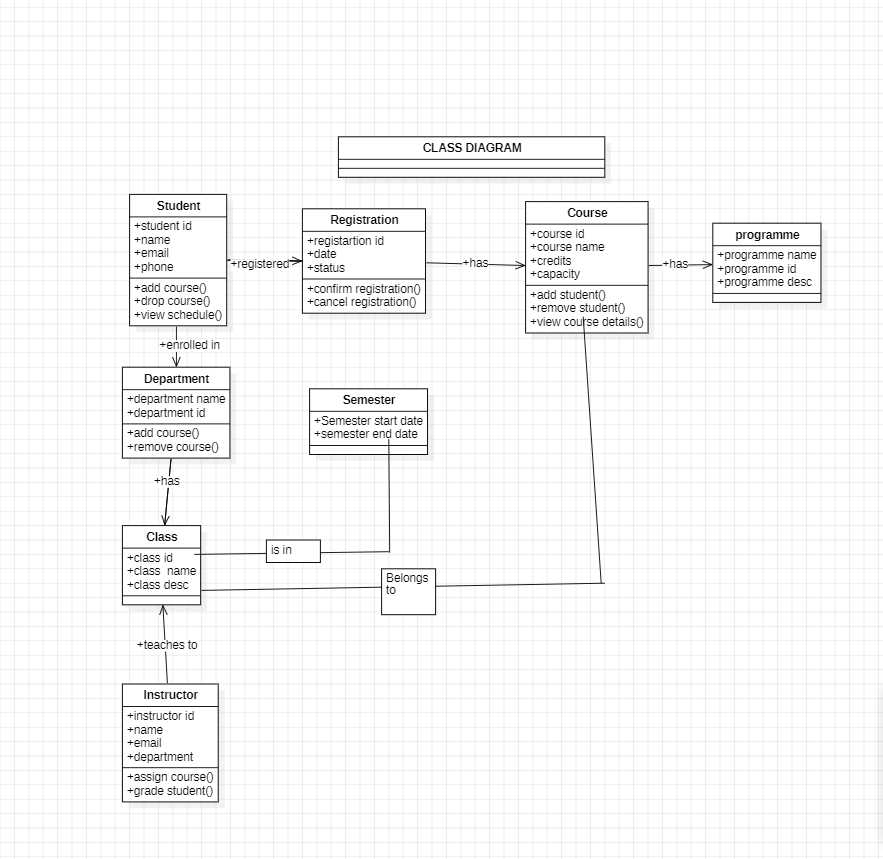 CLASS DIAGRAM
Student
+student id
+name
+email
+phone
+add course()
+drop course()
+view schedule()
+registered
Registration
+registartion id
+date
+status
+confirm registration()
+cancel registration()
+has
Course
+course id
+course name
+credits
+capacity
+add student()
+remove student()
+view course details()
+has
programme
+programme name
+programme id
+programme desc
+enrolled in
Department
+department name
+department id
+add course()
+remove course()
Semester
+Semester start date
+semester end date
+has
Class
+class id
+class  name
+class desc
is in
Belongs
to
+teaches to
Instructor
+instructor id
+name
+email
+department
+assign course()
+grade student()